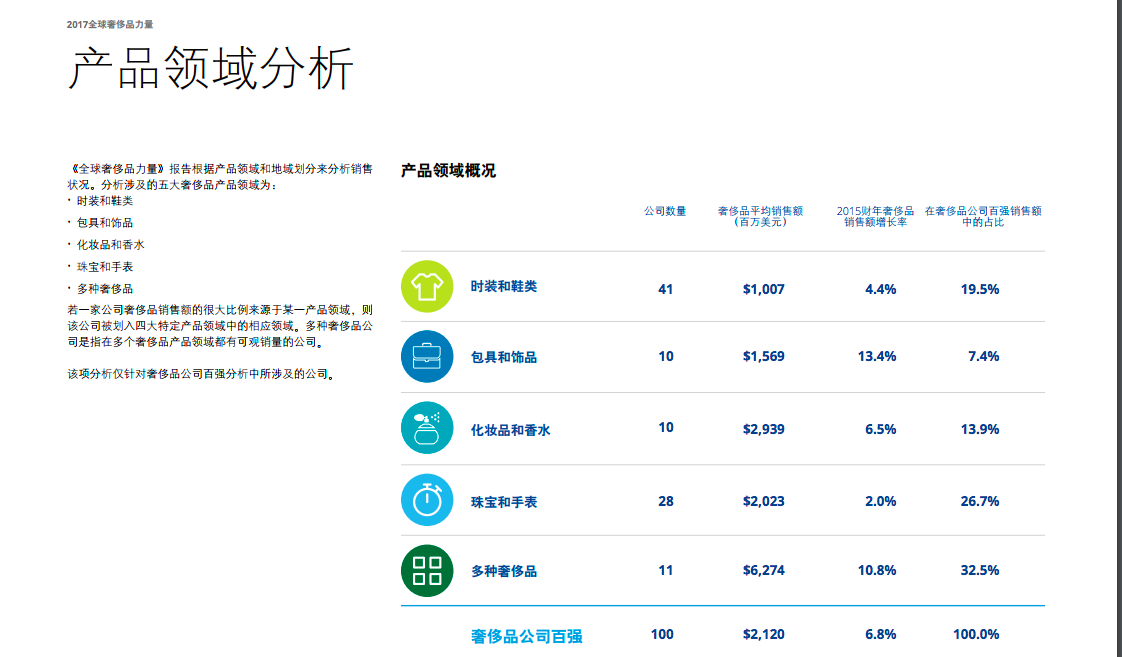 2017全球奢侈品力量
产品领域分析
《全球奢侈品力量》报告根据产品领域和地域划分来分析销售
状况。分析涉及的五大奢侈品产品领域为：
· 时装和鞋类
· 包具和饰品
· 化妆品和香水
· 珠宝和手表
· 多种奢侈品
若一家公司奢侈品销售额的很大比例来源于某一产品领域，则
该公司被划入四大特定产品领域中的相应领域。多种奢侈品公
司是指在多个奢侈品产品领域都有可观销量的公司。
该项分析仅针对奢侈品公司百强分析中所涉及的公司。
产品领域概况
公司数量 奢侈品平均销售额 2015财年奢侈品 在奢侈品公司百强销售额
（百万美元） 销售额增长率 中的占比
时装和鞋类 41 $1,007 4.4% 19.5%
包具和饰品 10 $1,569 13.4% 7.4%
化妆品和香水 10 $2,939 6.5% 13.9%
珠宝和手表 28 $2,023 2.0% 26.7%
多种奢侈品 11 $6,274 10.8% 32.5%
奢侈品公司百强 100 $2,120 6.8% 100.0%